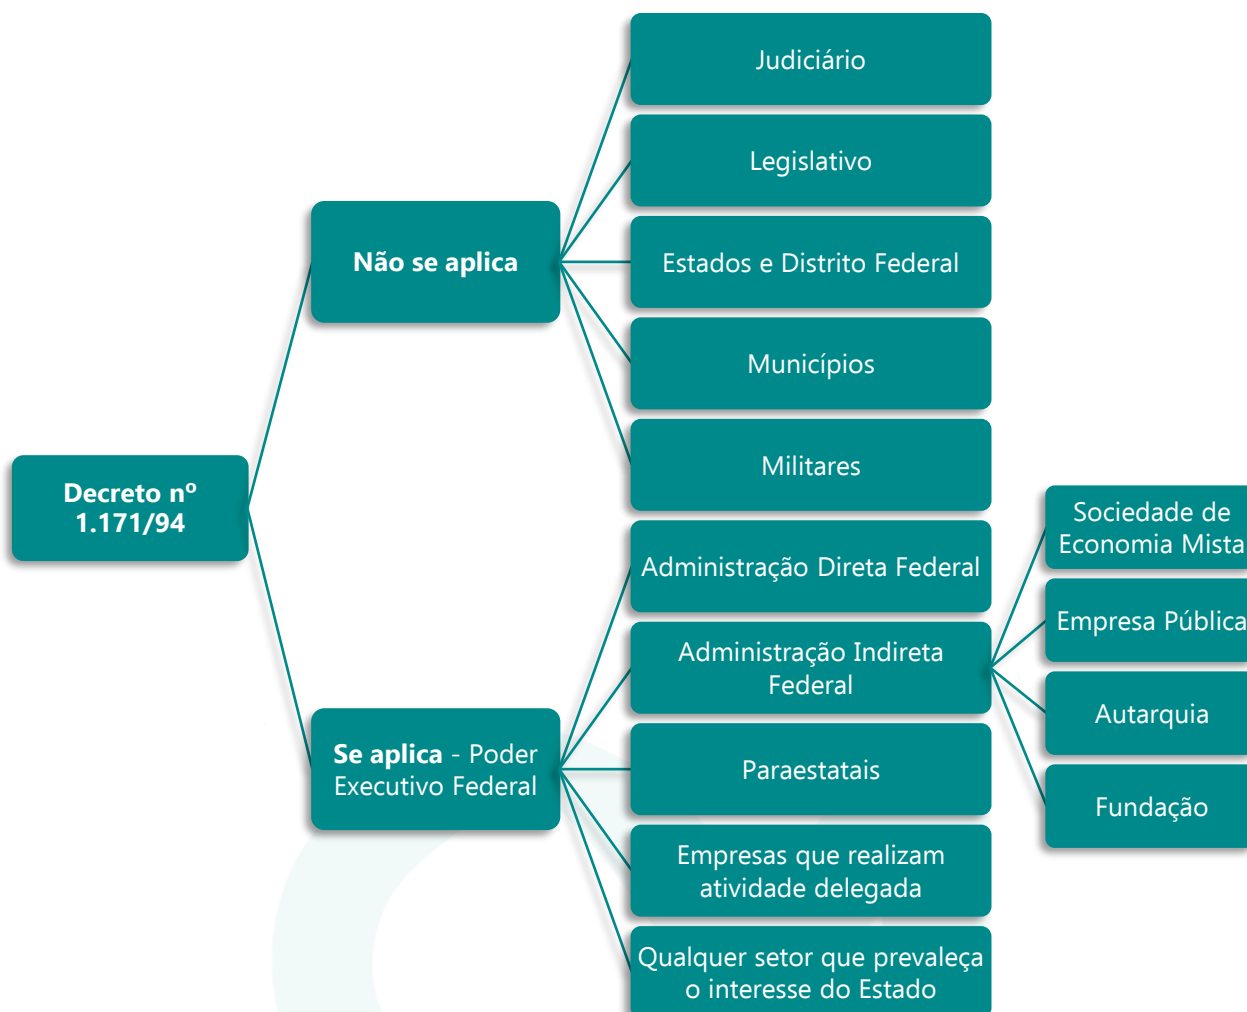 Judiciário
Legislativo
Não se aplica
Estados e Distrito Federal
Municípios
Militares
Decreto nº
1.171/94
Administração Direta Federal
Administração Indireta
Federal
Sociedade de
Economia Mista
Empresa Pública
Autarquia
Fundação
Se aplica - Poder
Executivo Federal
Paraestatais
Empresas que realizam
atividade delegada
Qualquer setor que prevaleça
o interesse do Estado